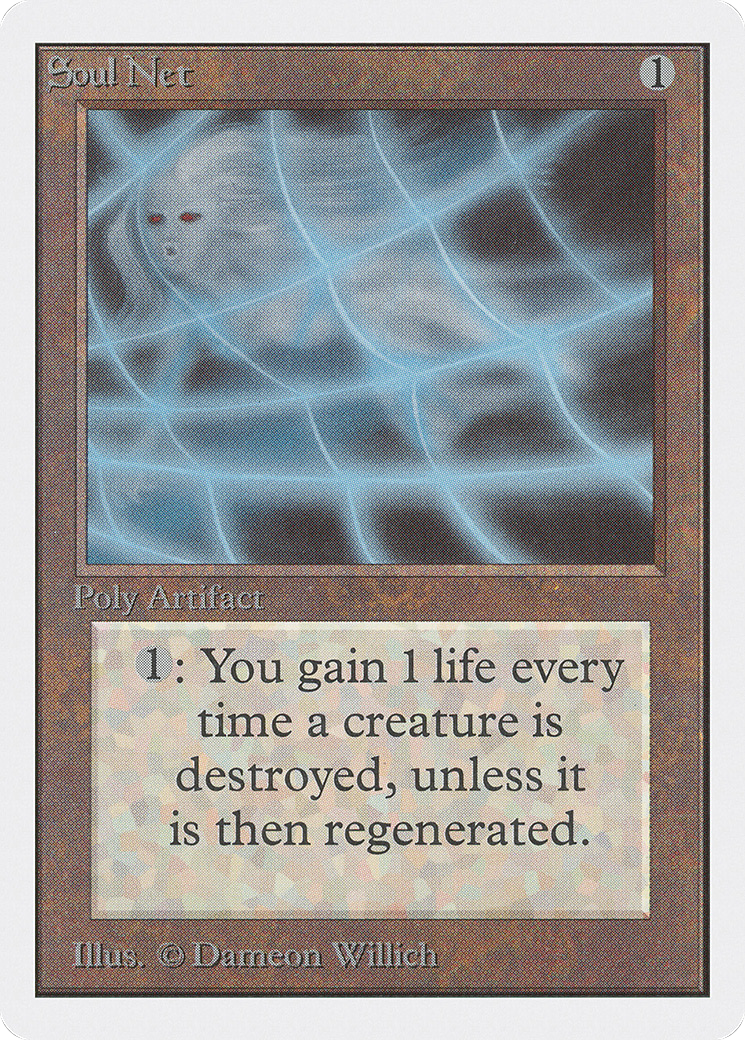 Soul Net 1
Poly Artifact
1: You gain 1 life every
time a creature is
destroyed, unless it
is then regenerated.
Illus. © Dameon Willich